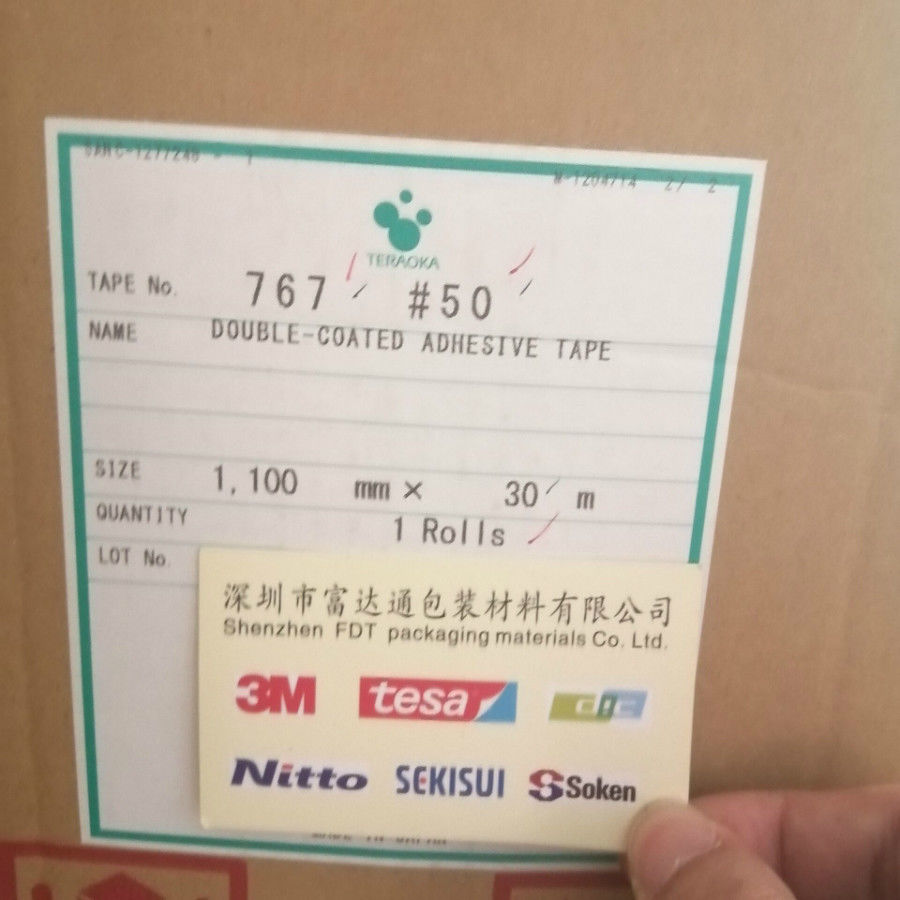 TERAOKA
TAPE No. 767 #50
NAME DOUBLE-COATED ADHESIVE TAPE
SIZE 1,100 mm × 30 m
QUANTITY 1 Rolls
LOT No.
深圳市富达通包装材料有限公司
Shenzhen FDT packaging materials Co. Ltd.
3M tesa
Nitto SEKISUI Soken